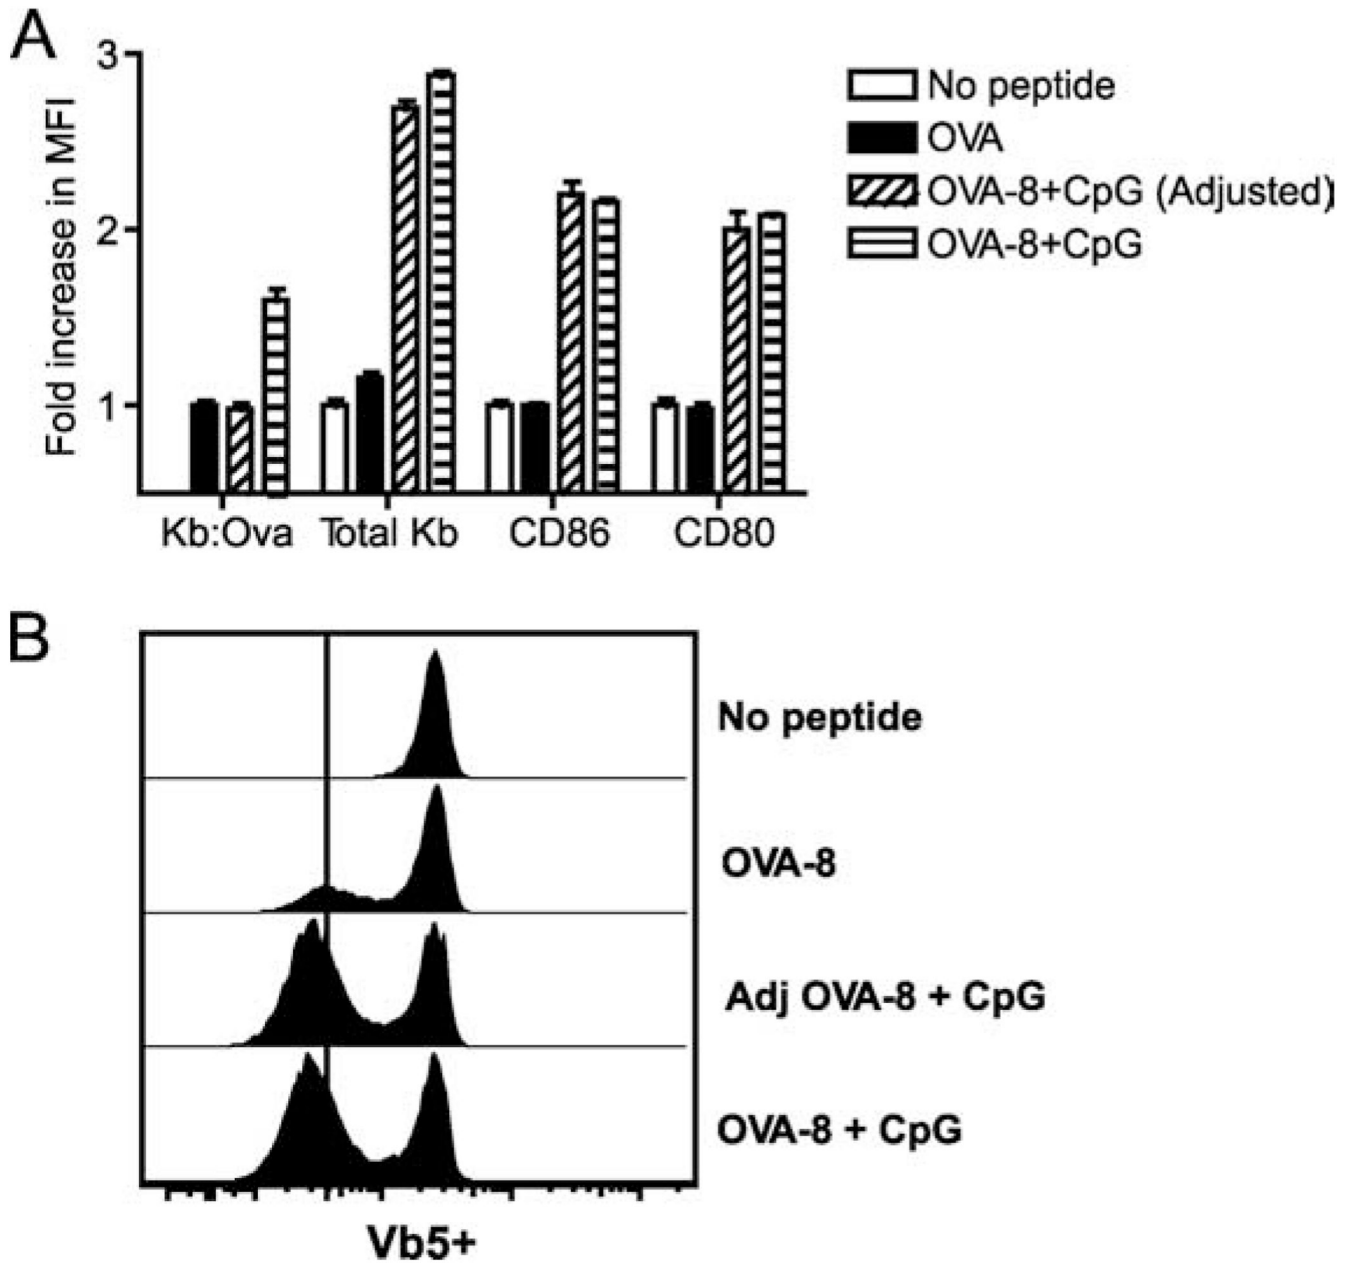 A
3
2
1
Fold increase in MFI
No peptide
OVA
OVA-8+CpG (Adjusted)
OVA-8+CpG
Kb:Ova Total Kb CD86 CD80
B
No peptide
OVA-8
Adj OVA-8 + CpG
OVA-8 + CpG
Vb5+